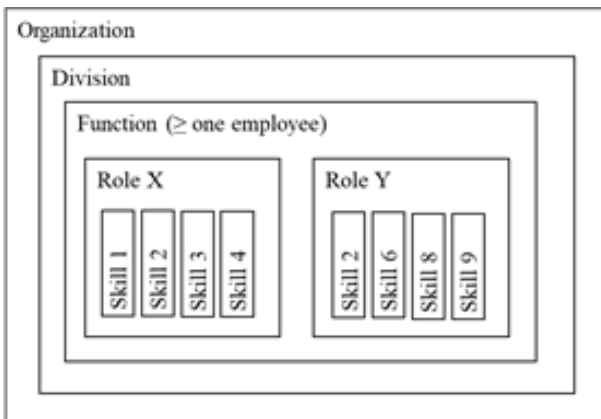 Organization
Division
Function (≥ one employee)
Role X
Skill 1
Skill 2
Skill 3
Skill 4
Role Y
Skill 2
Skill 6
Skill 8
Skill 9